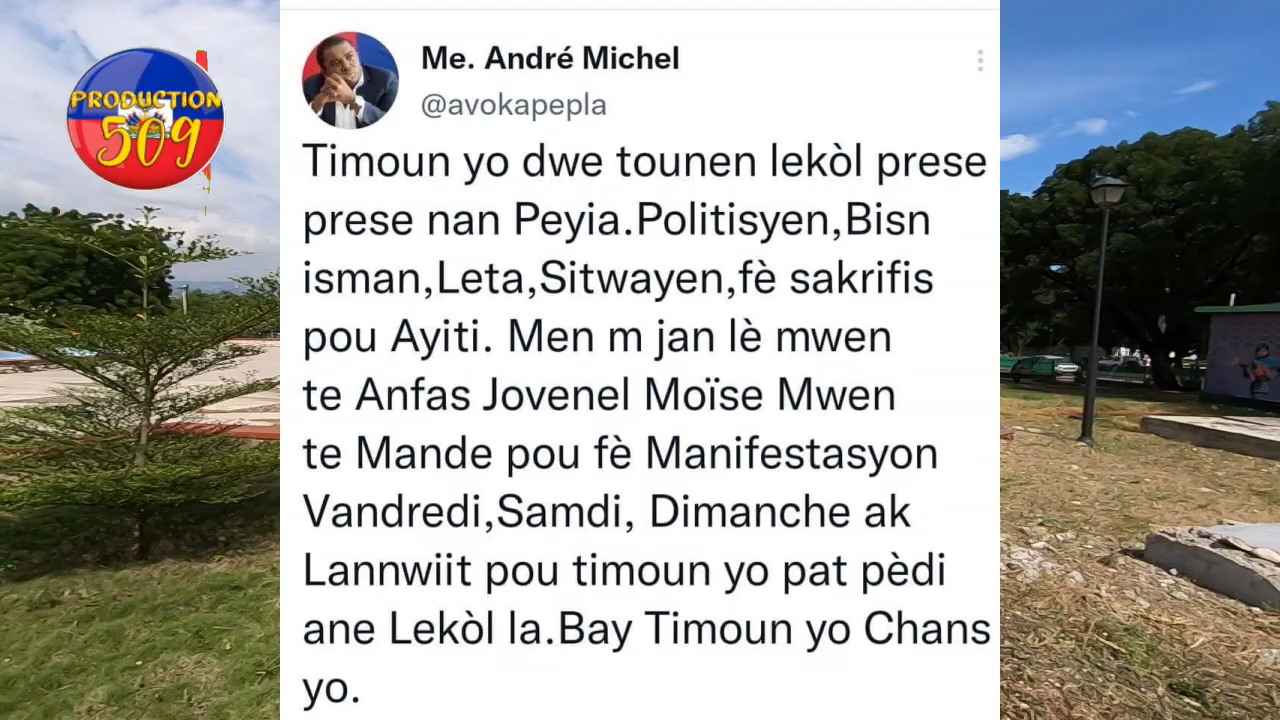 PRODUCTION
509
Me. André Michel
@avokapepla
Timoun yo dwe tounen lekòl prese
prese nan Peyia.Politisyen,Bisn
isman,Leta,Sitwayen,fè sakrifis
pou Ayiti. Men m jan lè mwen
te Anfas Jovenel Moïse Mwen
te Mande pou fè Manifestasyon
Vandredi,Samdi, Dimanche ak
Lannwiit pou timoun yo pat pèdi
ane Lekòl la.Bay Timoun yo Chans
yo.